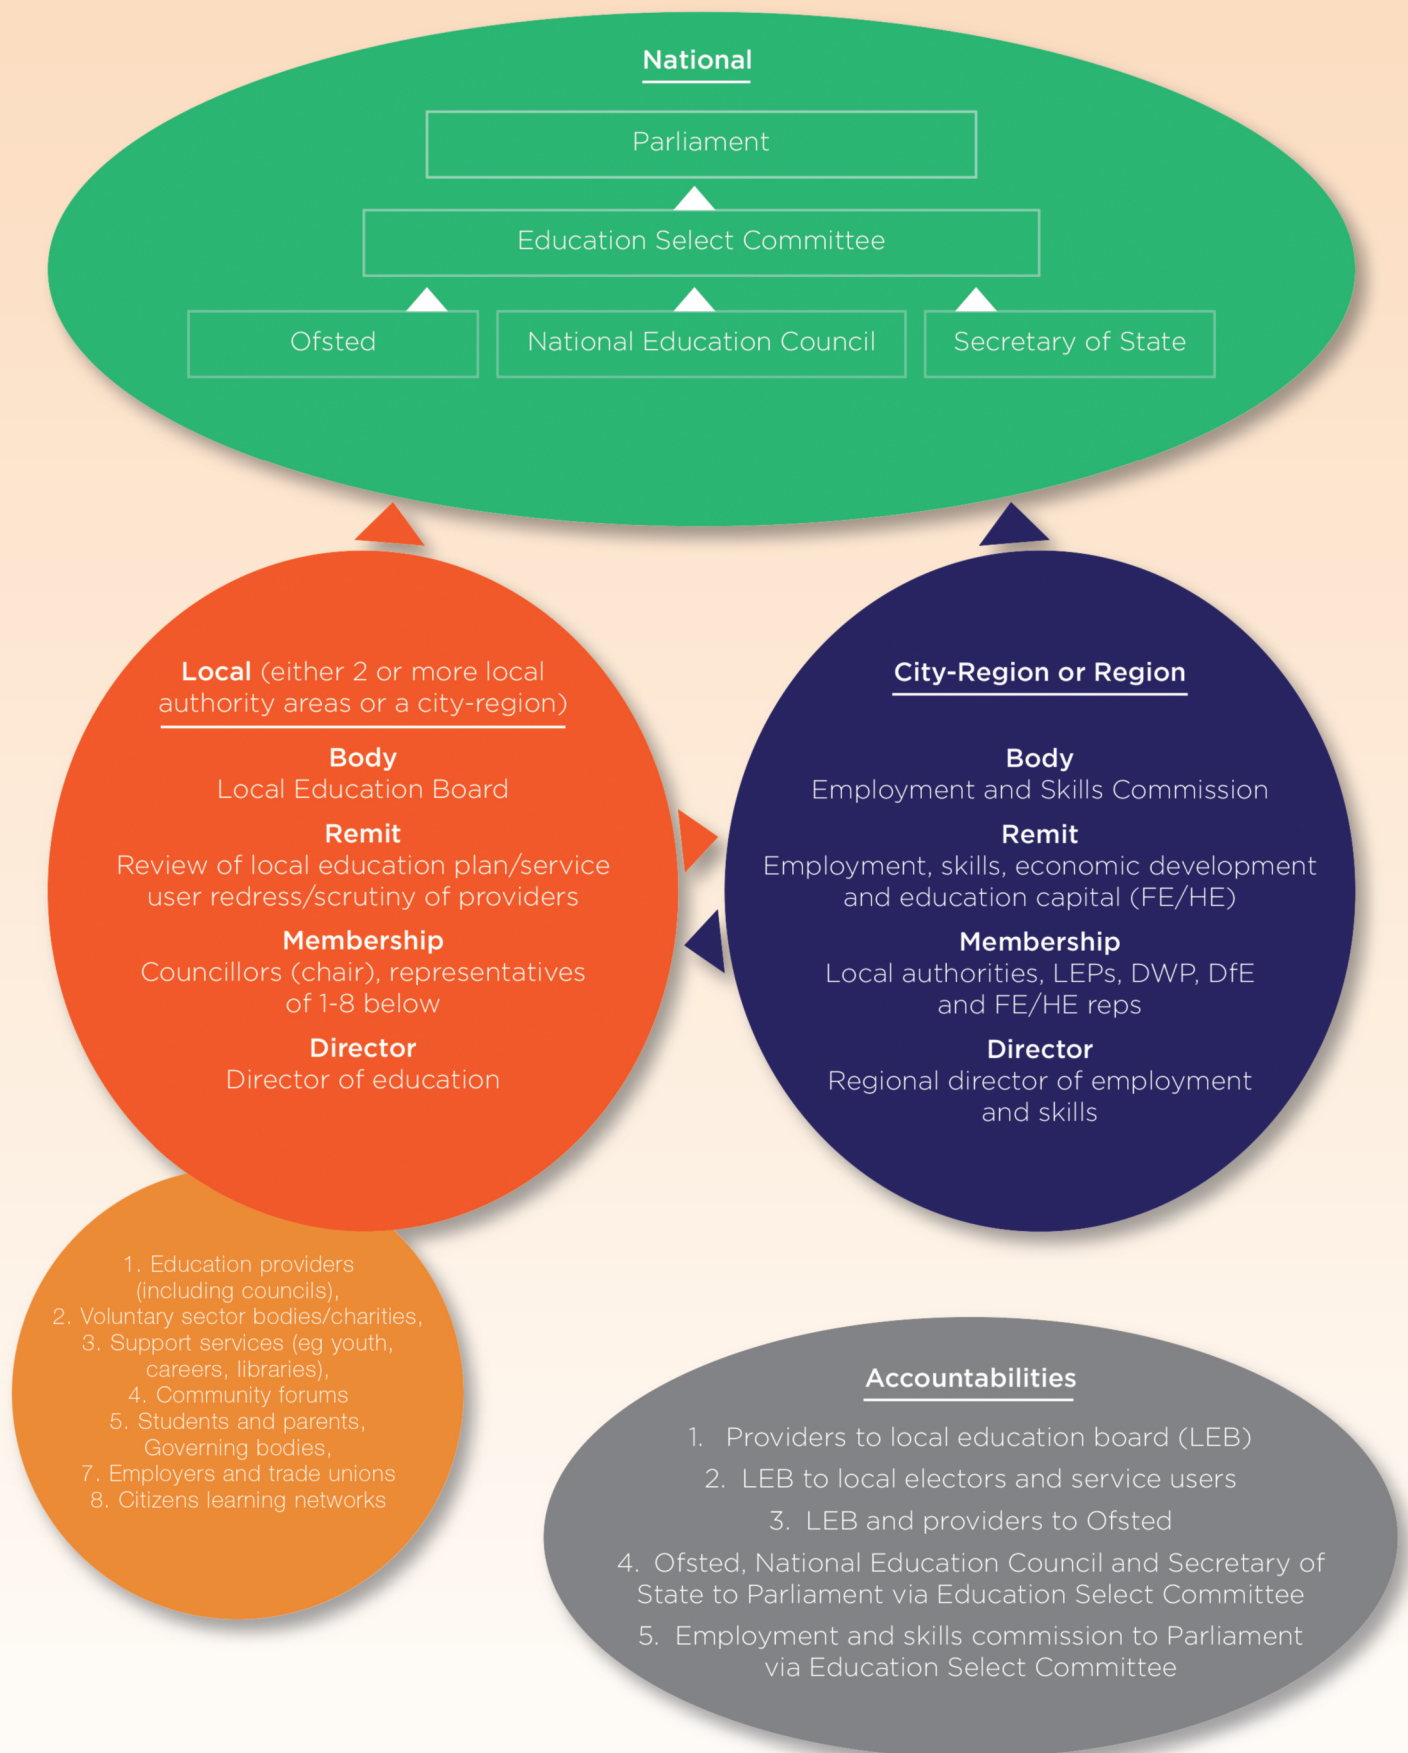 National
Parliament
Education Select Committee
Ofsted
National Education Council
Secretary of State
Local (either 2 or more local
authority areas or a city-region)
Body
Local Education Board
Remit
Review of local education plan/service
user redress/scrutiny of providers
Membership
Councillors (chair), representatives
of 1-8 below
Director
Director of education
City-Region or Region
Body
Employment and Skills Commission
Remit
Employment, skills, economic development
and education capital (FE/HE)
Membership
Local authorities, LEPs, DWP, DfE
and FE/HE reps
Director
Regional director of employment
and skills
1. Education providers
(including councils),
2. Voluntary sector bodies/charities,
3. Support services (eg youth,
careers, libraries),
4. Community forums
5. Students and parents,
Governing bodies,
7. Employers and trade unions
8. Citizens learning networks
Accountabilities
1. Providers to local education board (LEB)
2. LEB to local electors and service users
3. LEB and providers to Ofsted
4. Ofsted, National Education Council and Secretary of
State to Parliament via Education Select Committee
5. Employment and skills commission to Parliament
via Education Select Committee